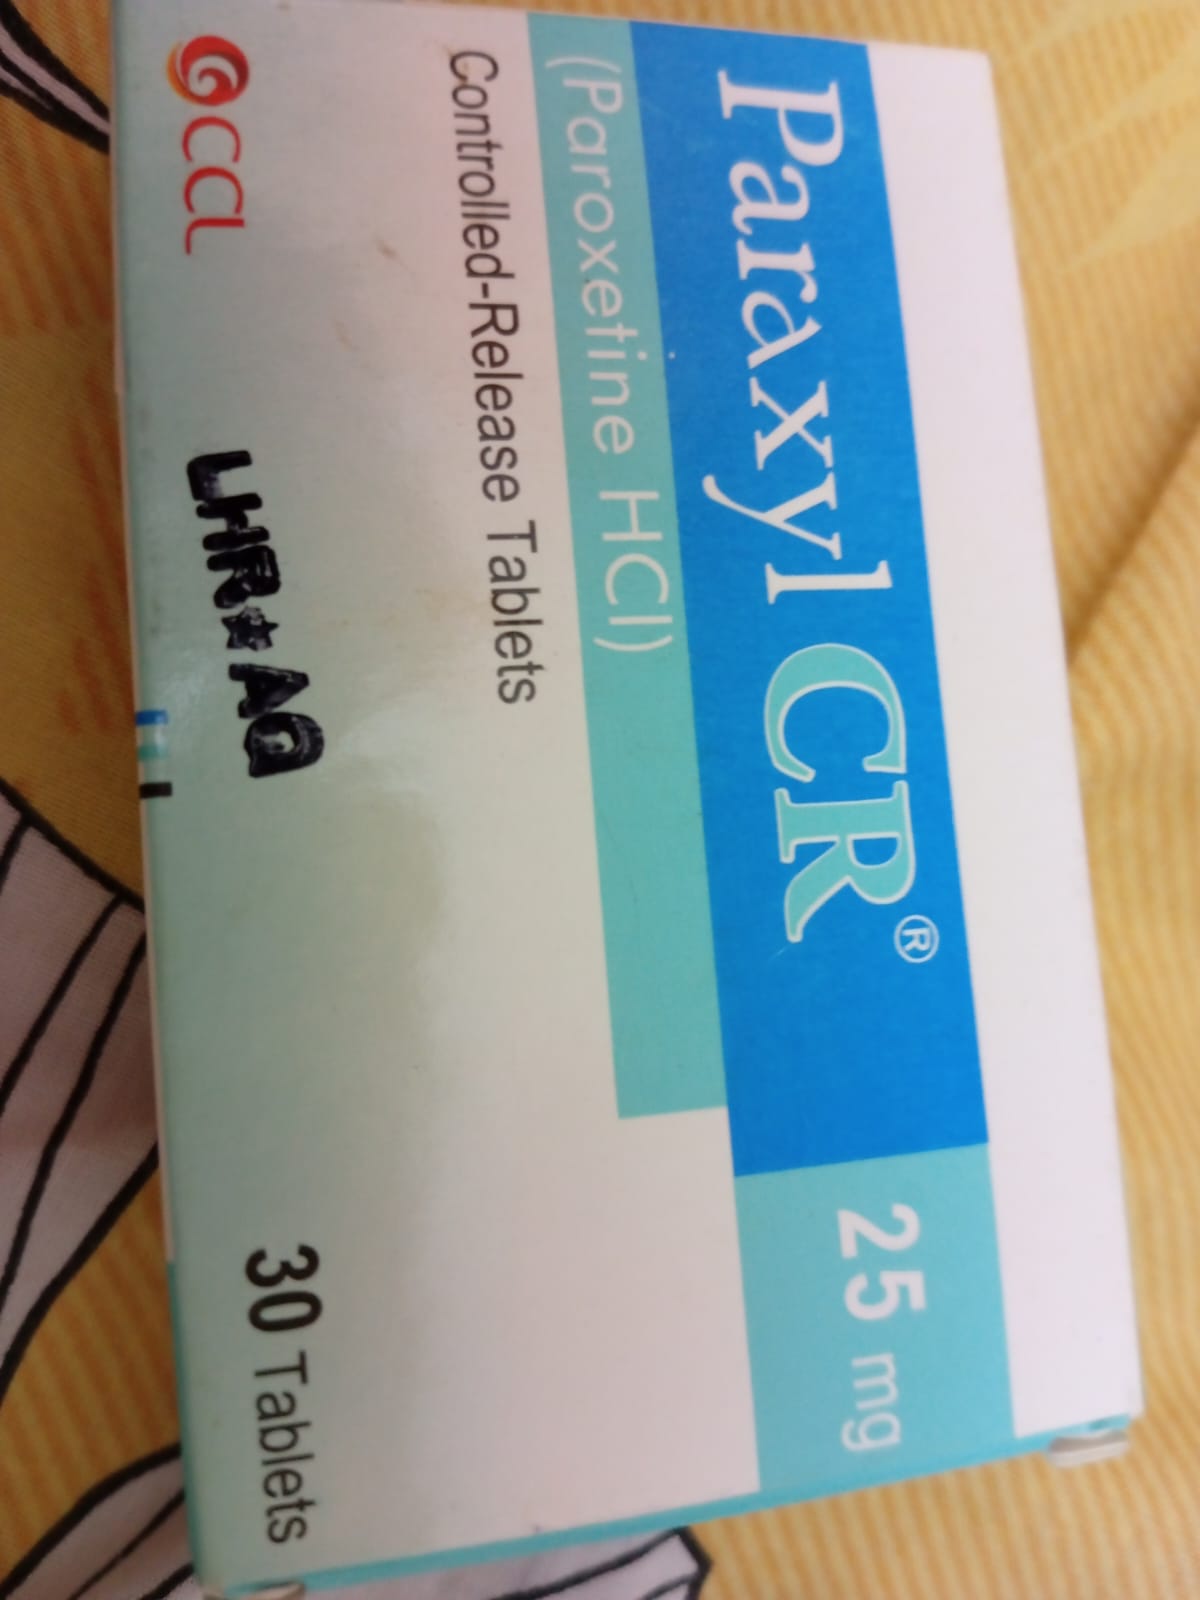 Paraxyl CR®
25 mg
(Paroxetine HCl)
Controlled-Release Tablets
CCL
LHR★AQ
30 Tablets